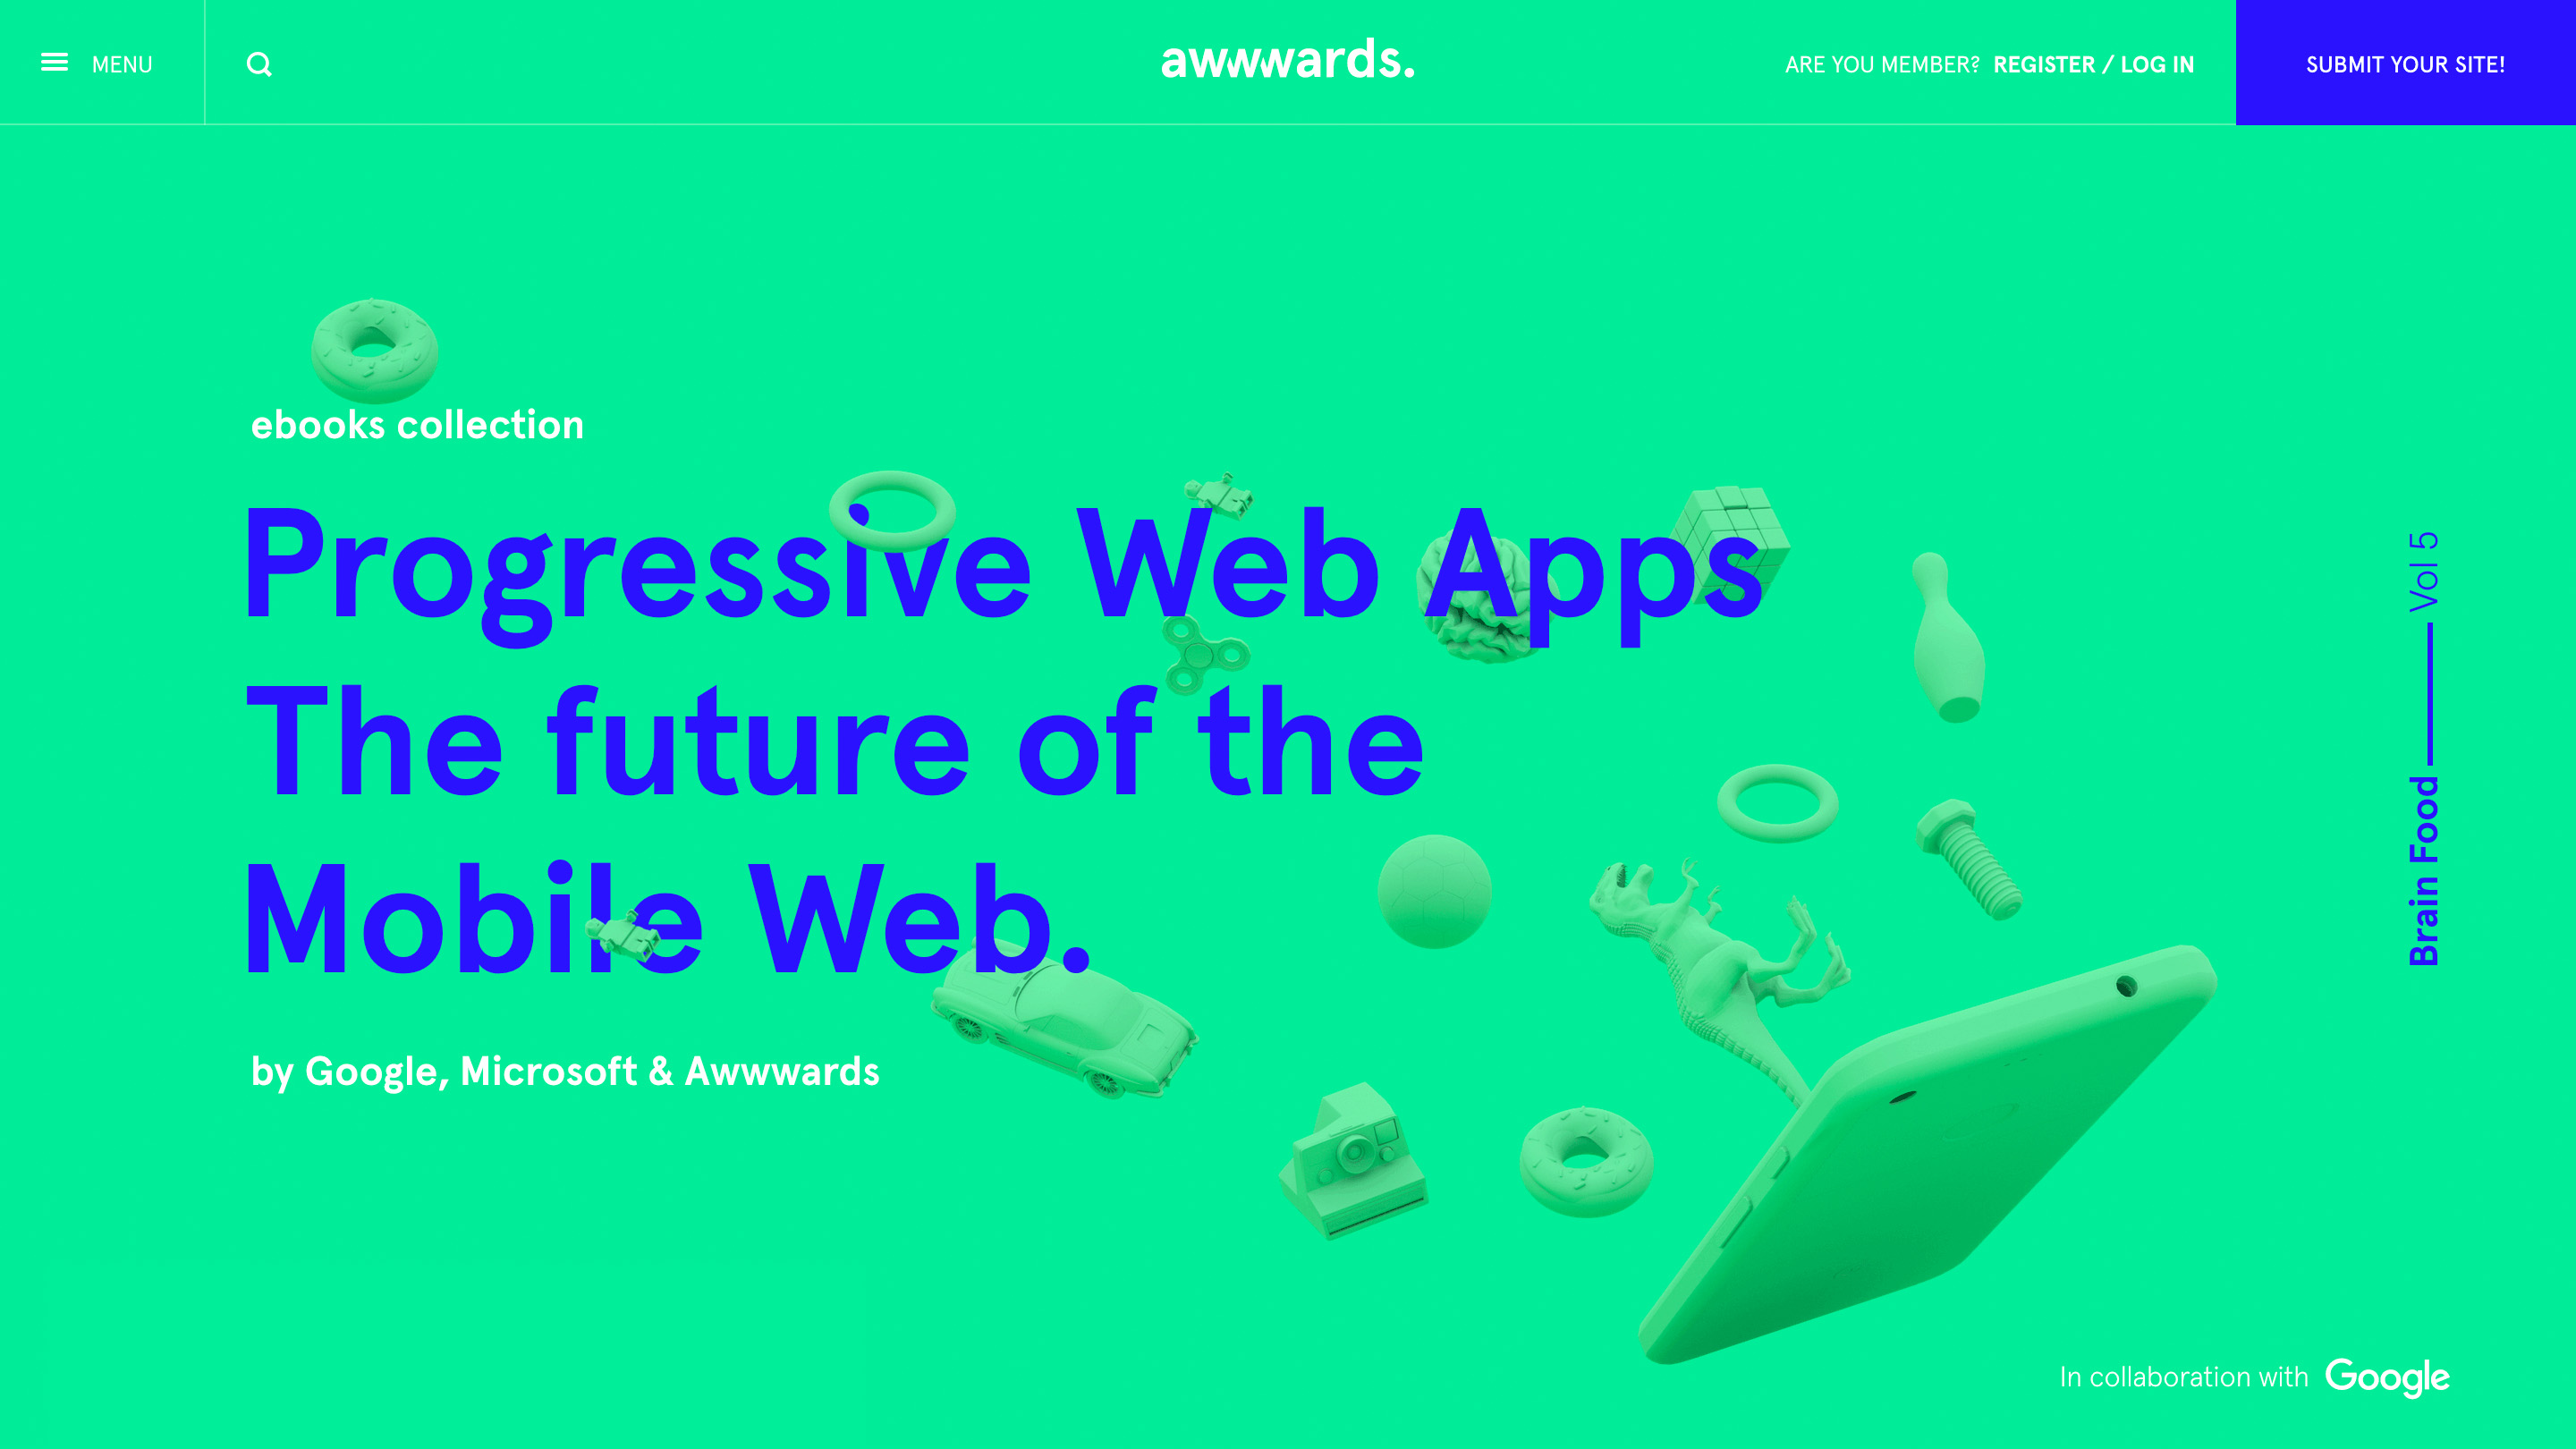 MENU
awwwards.
ARE YOU MEMBER? REGISTER / LOG IN
SUBMIT YOUR SITE!
ebooks collection
Progressive Web Apps
The future of the
Mobile Web.
by Google, Microsoft & Awwwards
Brain Food — Vol 5
In collaboration with Google